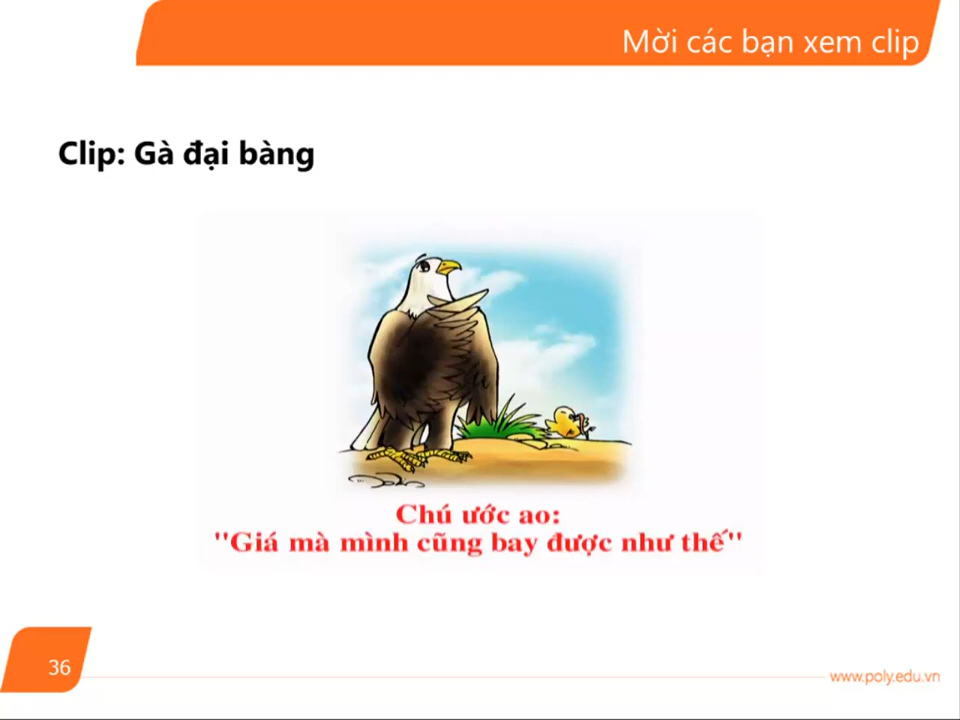 Mời các bạn xem clip
Clip: Gà đại bàng
Chú ước ao:
"Giá mà mình cũng bay được như thế"
36
www.poly.edu.vn